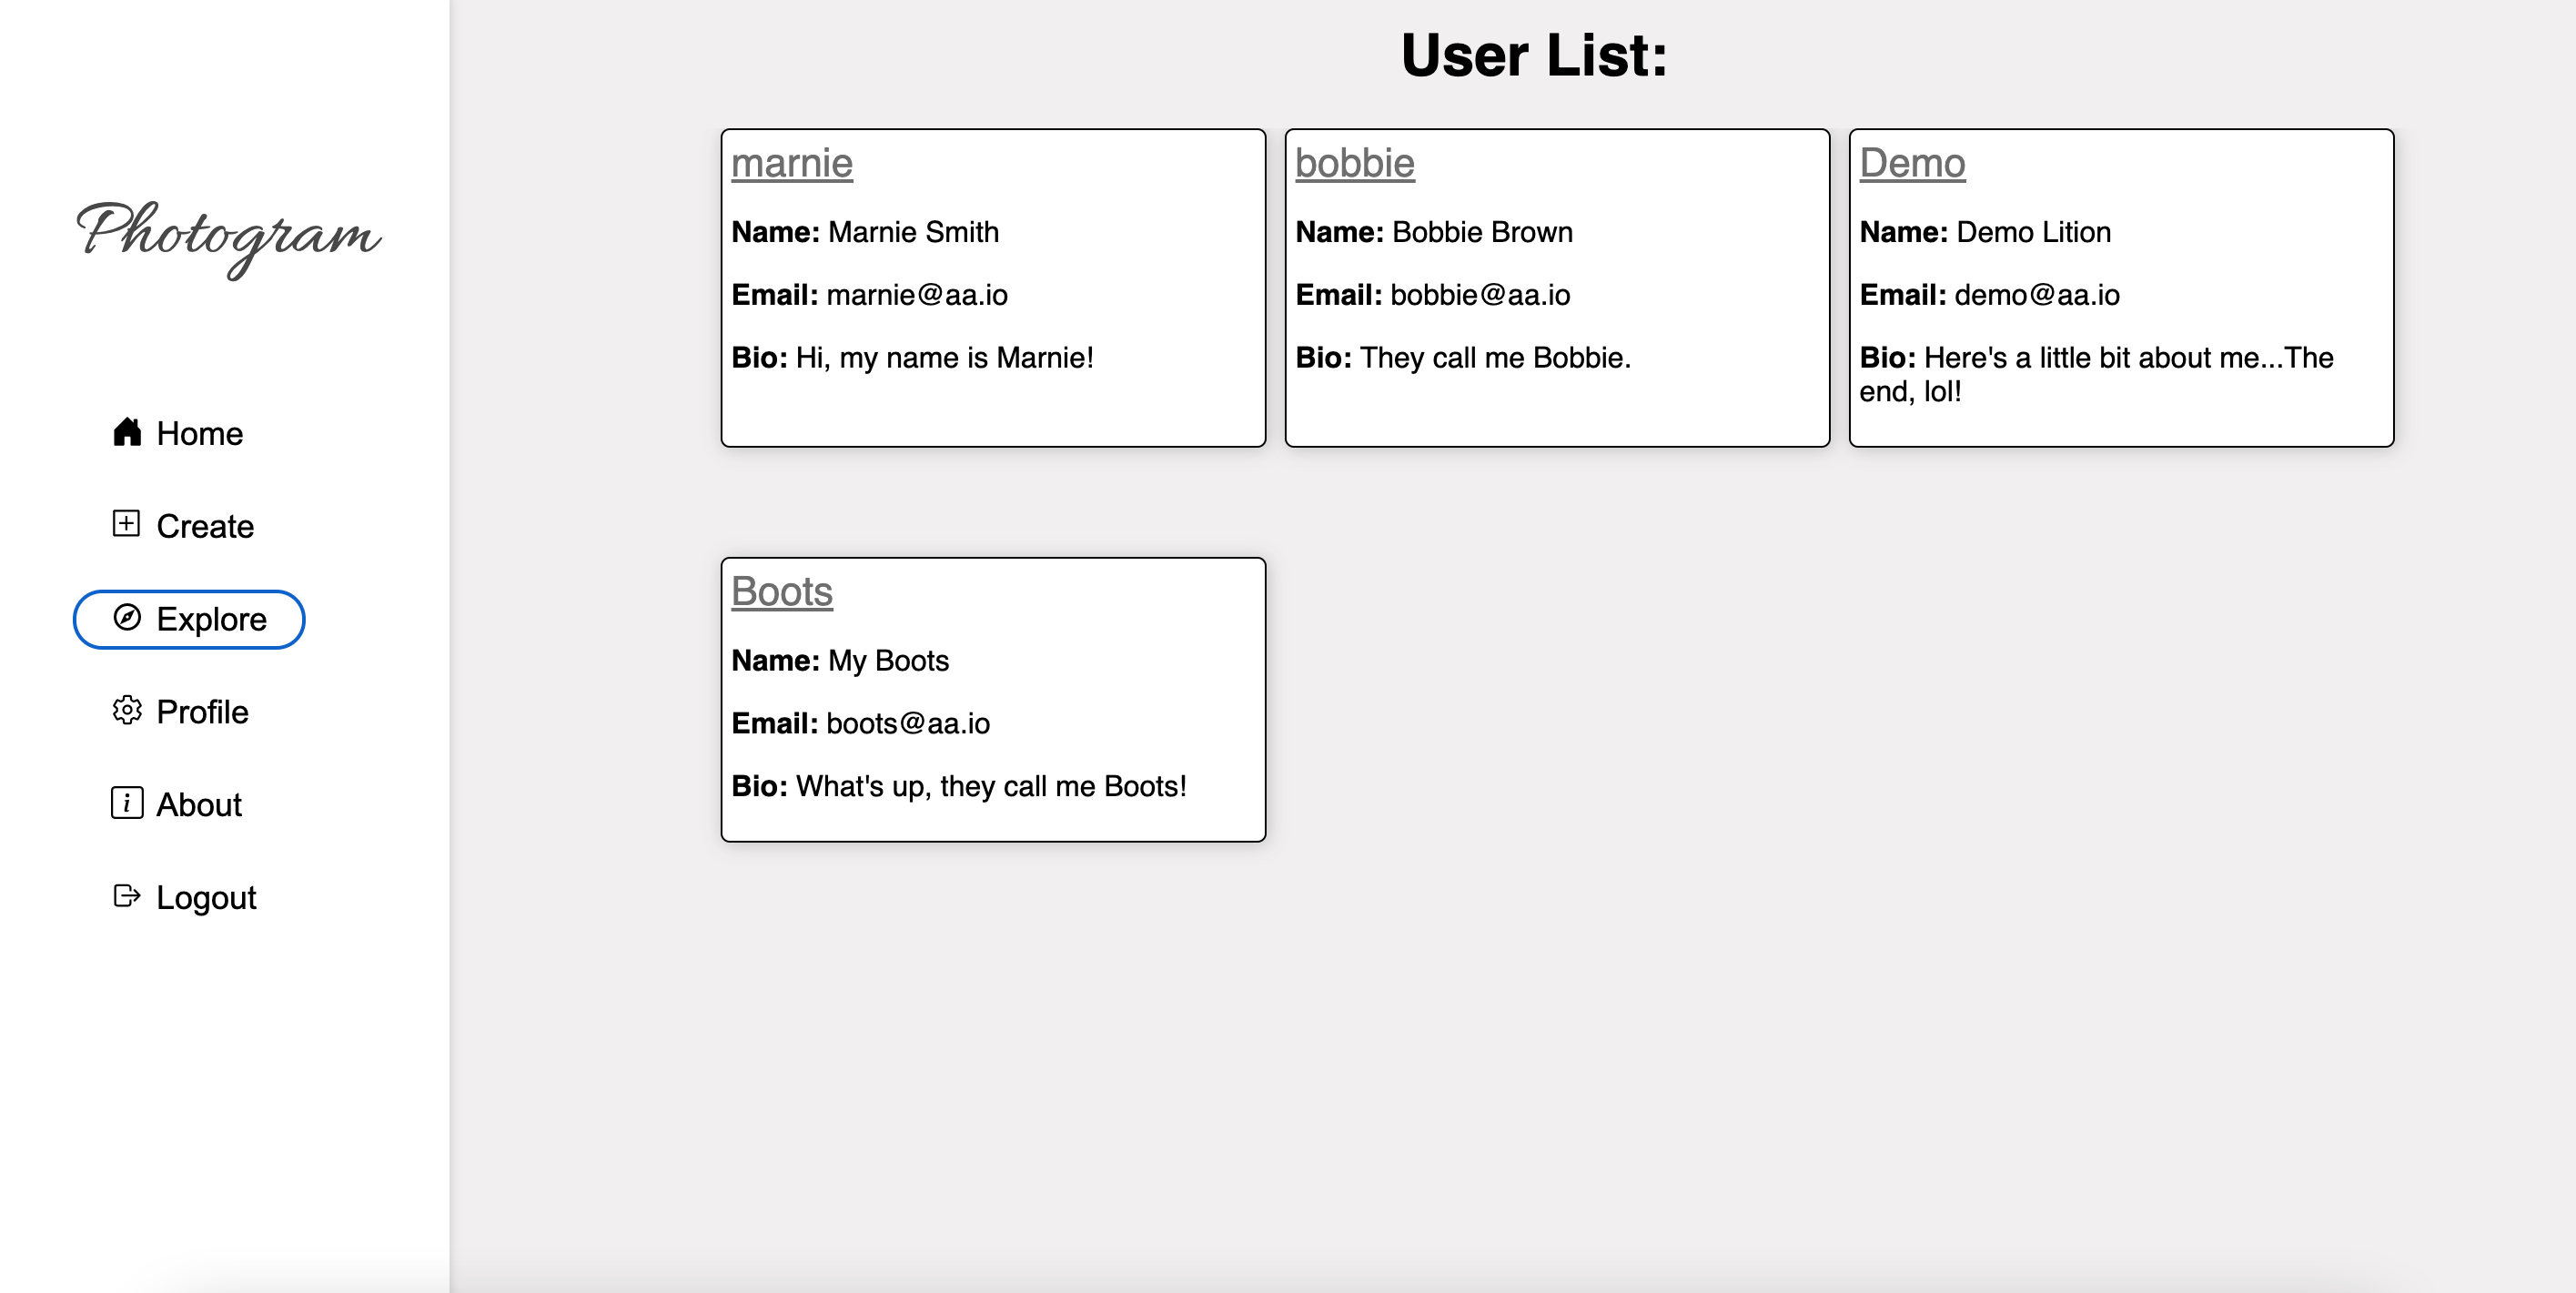 Photogram
Home
Create
Explore
Profile
About
Logout
User List:
marnie
Name: Marnie Smith
Email: marnie@aa.io
Bio: Hi, my name is Marnie!
bobbie
Name: Bobbie Brown
Email: bobbie@aa.io
Bio: They call me Bobbie.
Demo
Name: Demo Lition
Email: demo@aa.io
Bio: Here's a little bit about me...The
end, lol!
Boots
Name: My Boots
Email: boots@aa.io
Bio: What's up, they call me Boots!